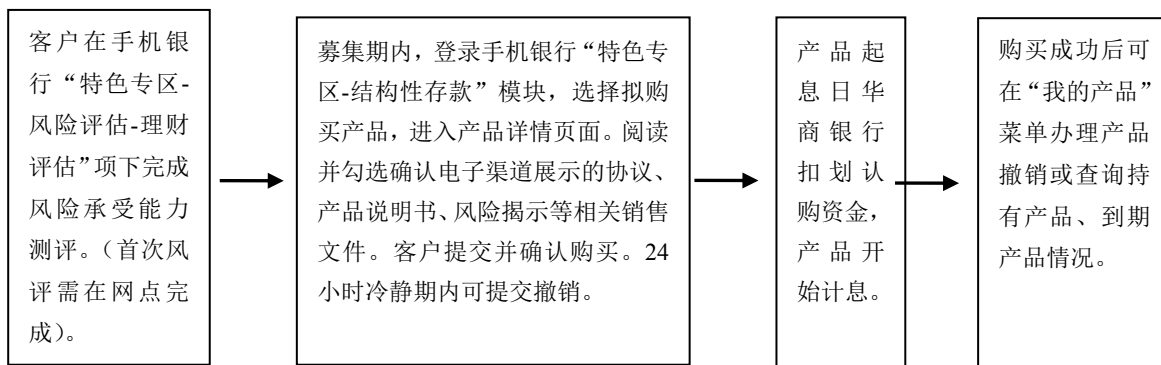 客户在手机银
行“特色专区-
风险评估-理财
评估”项下完成
风险承受能力
测评。（首次风
评需在网点完
成）。
募集期内，登录手机银行“特色专
区-结构性存款”模块，选择拟购
买产品，进入产品详情页面。阅读
并勾选确认电子渠道展示的协议、
产品说明书、风险揭示等相关销售
文件。客户提交并确认购买。24
小时冷静期内可提交撤销。
产品起
息日华
商银行
扣划认
购资金，
产品开
始计息。
购买成功后可
在“我的产品”
菜单办理产品
撤销或查询持
有产品、到期
产品情况。